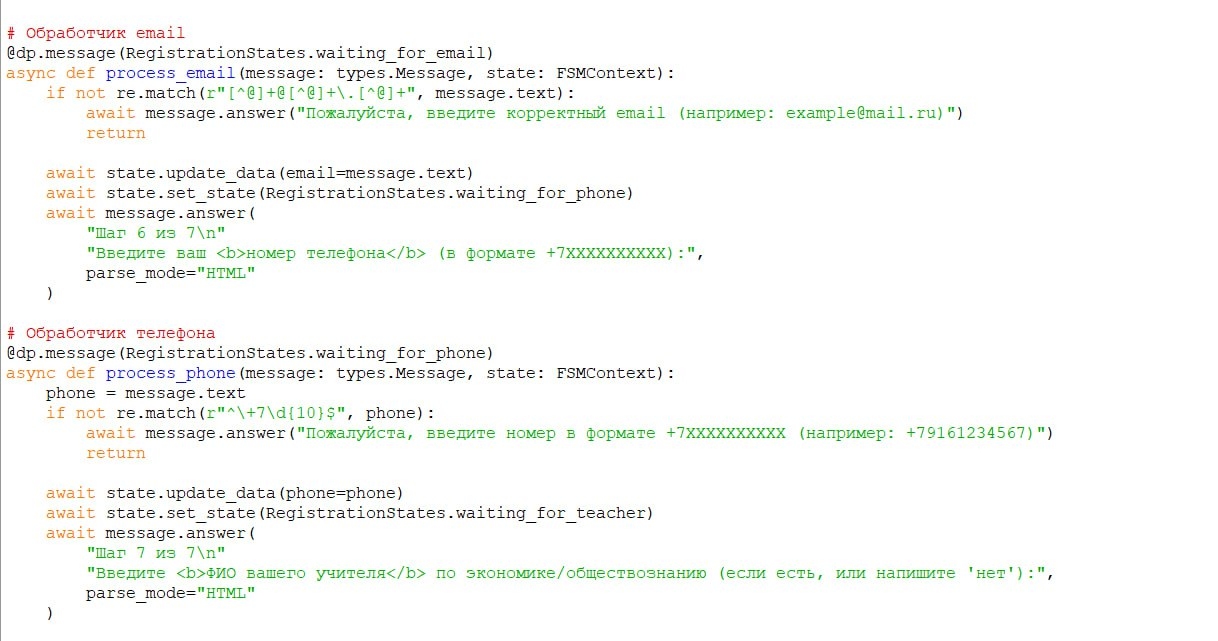 # Обработчик email
@dp.message(RegistrationStates.waiting_for_email)
async def process_email(message: types.Message, state: FSMContext):
    if not re.match(r"[^@]+@[^@]+\.[^@]+", message.text):
        await message.answer("Пожалуйста, введите корректный email (например: example@mail.ru)")
        return

    await state.update_data(email=message.text)
    await state.set_state(RegistrationStates.waiting_for_phone)
    await message.answer(
        "Шаг 6 из 7\n"
        "Введите ваш <b>номер телефона</b> (в формате +7XXXXXXXXXX):",
        parse_mode="HTML"
    )

# Обработчик телефона
@dp.message(RegistrationStates.waiting_for_phone)
async def process_phone(message: types.Message, state: FSMContext):
    phone = message.text
    if not re.match(r"^\+7\d{10}$", phone):
        await message.answer("Пожалуйста, введите номер в формате +7XXXXXXXXXX (например: +79161234567)")
        return

    await state.update_data(phone=phone)
    await state.set_state(RegistrationStates.waiting_for_teacher)
    await message.answer(
        "Шаг 7 из 7\n"
        "Введите <b>ФИО вашего учителя</b> по экономике/обществознанию (если есть, или напишите 'нет'):",
        parse_mode="HTML"
    )